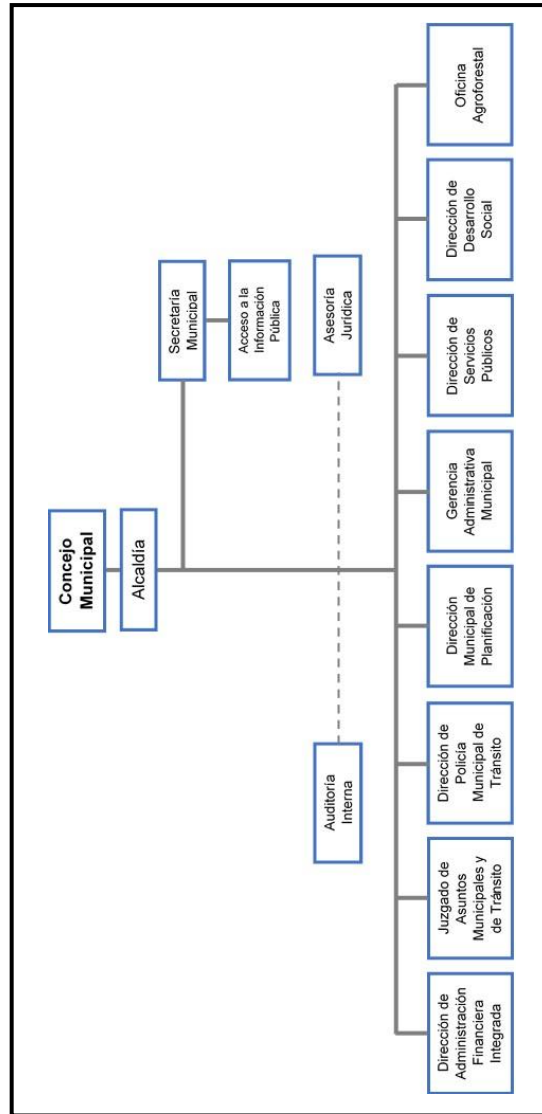 Concejo
Municipal
Alcaldía
Secretaría
Municipal
Acceso a la
Información
Pública
Auditoría
Interna
Asesoría
Jurídica
Dirección de
Administración
Financiera
Integrada
Juzgado de
Asuntos
Municipales y
de Tránsito
Dirección de
Policía
Municipal de
Tránsito
Dirección
Municipal de
Planificación
Gerencia
Administrativa
Municipal
Dirección de
Servicios
Públicos
Dirección de
Desarrollo
Social
Oficina
Agroforestal